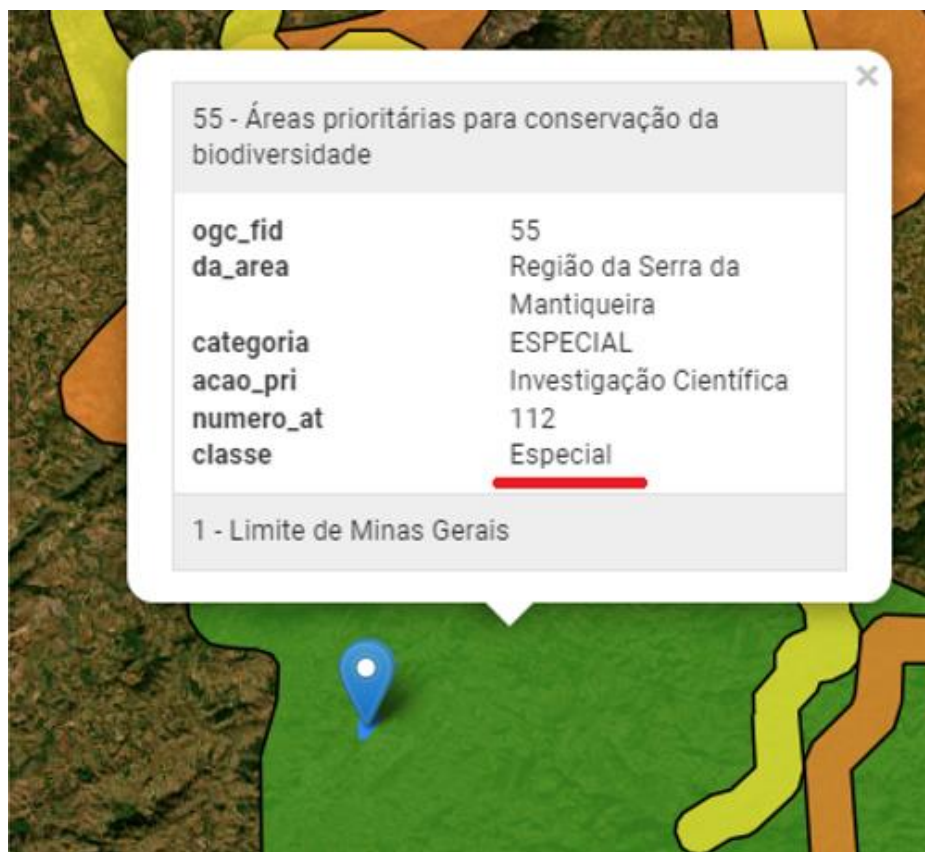 ×
55 - Áreas prioritárias para conservação da
biodiversidade
ogc_fid 55
da_area Região da Serra da
Mantiqueira
categoria ESPECIAL
acao_pri Investigação Científica
numero_at 112
classe Especial
1 - Limite de Minas Gerais